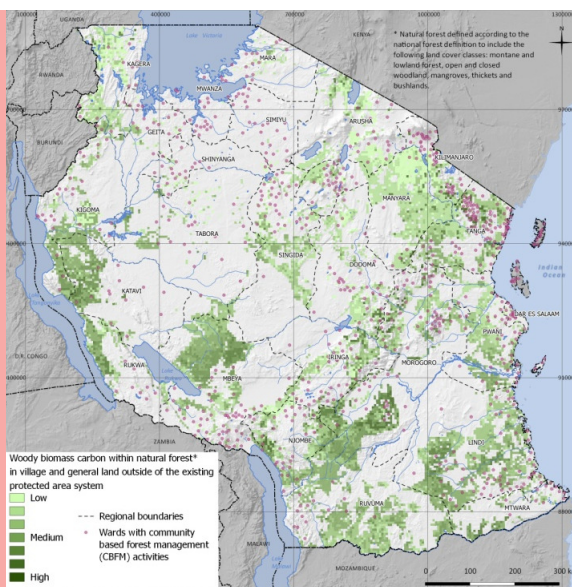 UGANDA
KENYA
Lake Victoria
RWANDA
BURUNDI
* Natural forest defined according to the
national forest definition to include the
following land cover classes: montane and
lowland forest, open and closed
woodland, mangroves, thickets and
bushlands.
KAGERA
MARA
MWANZA
SIMIYU
GEITA
SHINYANGA
ARUSHA
KILIMANJARO
MANYARA
KIGOMA
TANGA
TABORA
SINGIDA
DODOMA
Indian
Ocean
KATAVI
DAR ES SALAAM
PWANI
D.R. CONGO
RUKWA
MBEYA
IRINGA
MOROGORO
ZAMBIA
NJOMBE
LINDI
RUVUMA
MTWARA
MALAWI
MOZAMBIQUE
Woody biomass carbon within natural forest*
in village and general land outside of the existing
protected area system
Low
Medium
High
Regional boundaries
Wards with community
based forest management
(CBFM) activities
0 100 200 300 km